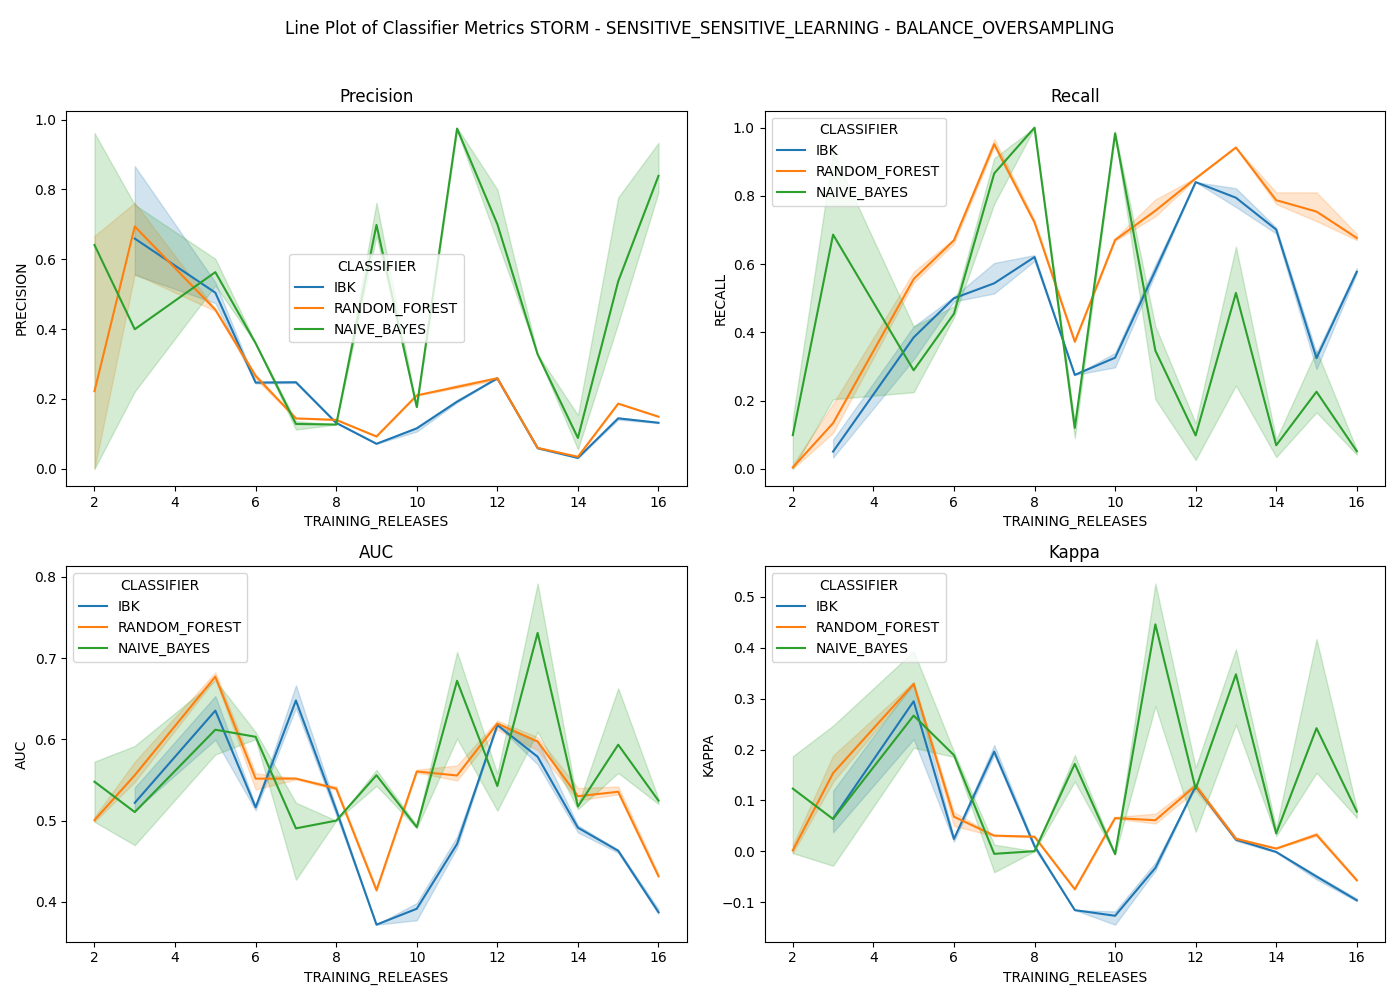 Line Plot of Classifier Metrics STORM - SENSITIVE_SENSITIVE_LEARNING - BALANCE_OVERSAMPLING
Precision
1.0
0.8
0.6
0.4
0.2
0.0
PRECISION
CLASSIFIER
IBK
RANDOM_FOREST
NAIVE_BAYES
2 4 6 8 10 12 14 16
TRAINING_RELEASES
Recall
1.0
0.8
0.6
0.4
0.2
0.0
RECALL
CLASSIFIER
IBK
RANDOM_FOREST
NAIVE_BAYES
2 4 6 8 10 12 14 16
TRAINING_RELEASES
AUC
0.8
0.7
0.6
0.5
0.4
AUC
CLASSIFIER
IBK
RANDOM_FOREST
NAIVE_BAYES
2 4 6 8 10 12 14 16
TRAINING_RELEASES
Kappa
0.5
0.4
0.3
0.2
0.1
0.0
−0.1
KAPPA
CLASSIFIER
IBK
RANDOM_FOREST
NAIVE_BAYES
2 4 6 8 10 12 14 16
TRAINING_RELEASES